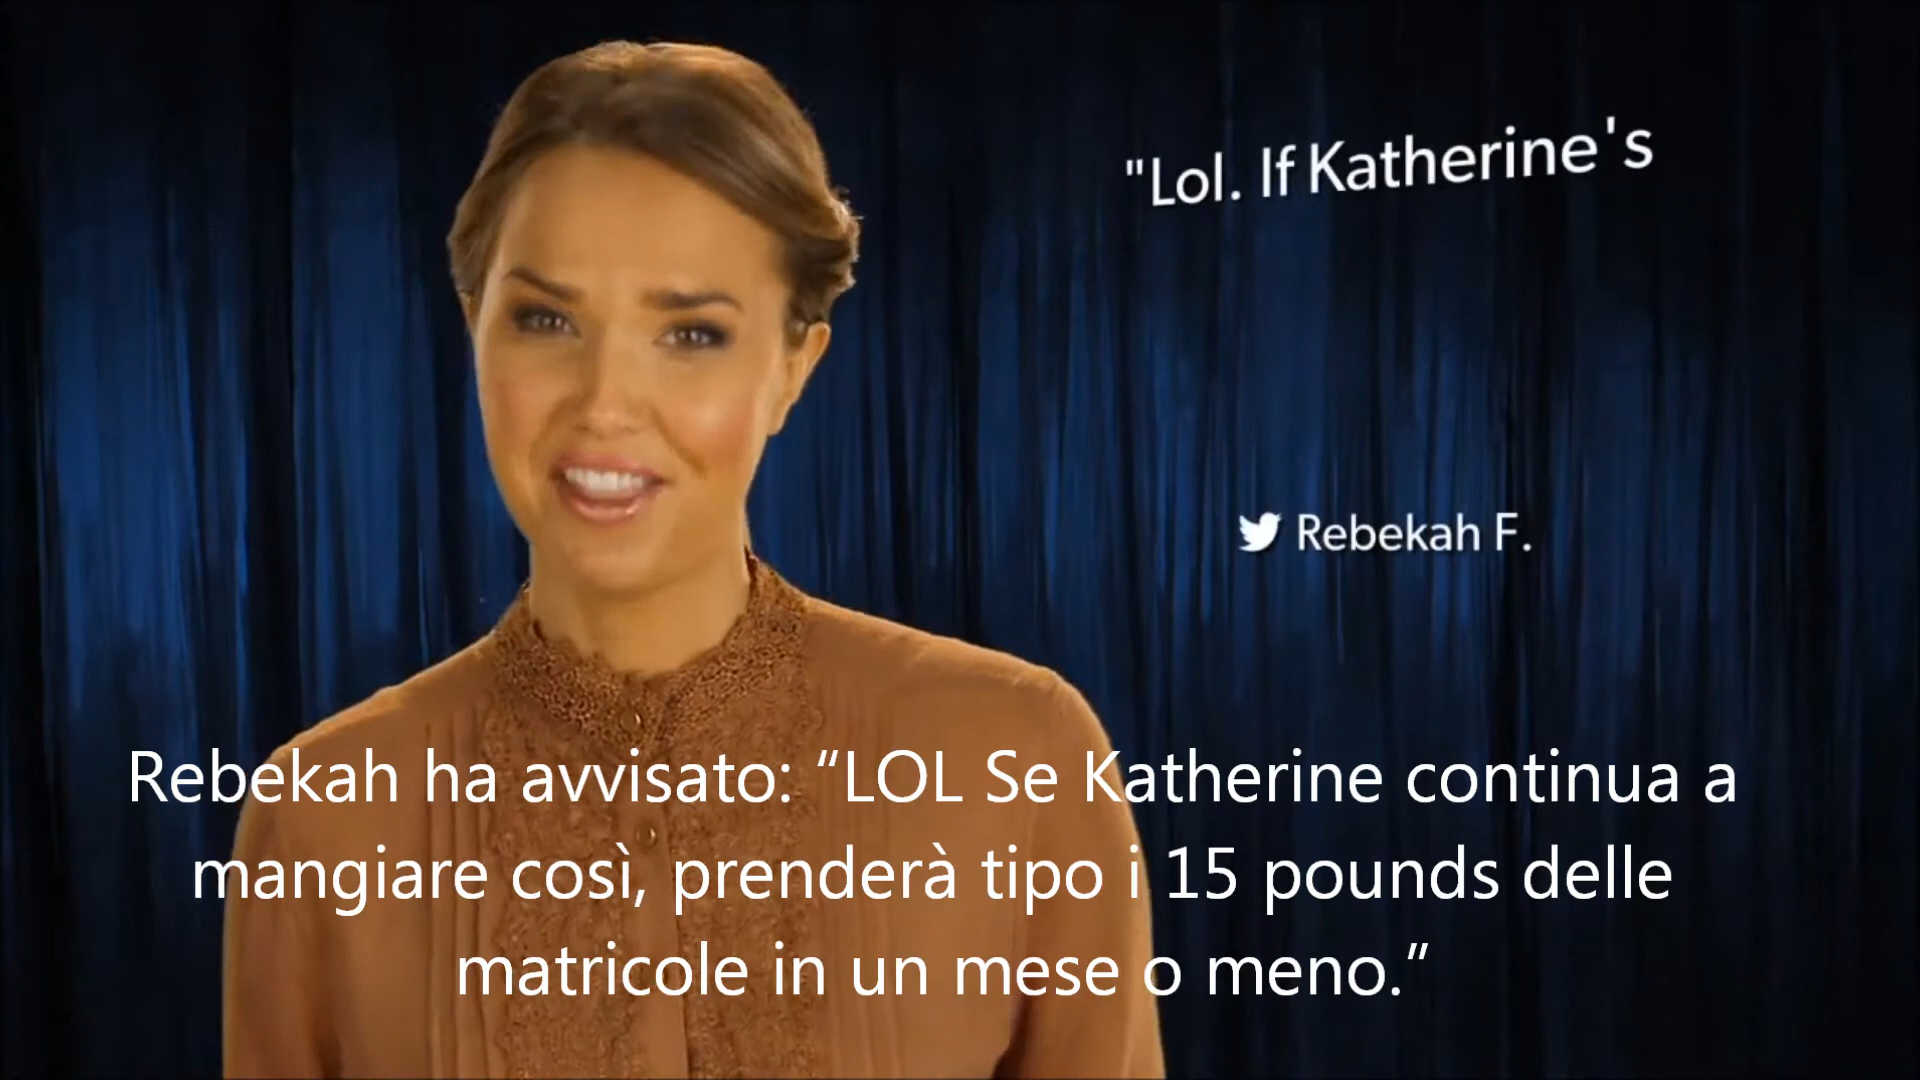 "Lol. If Katherine's
Rebekah F.
Rebekah ha avvisato: “LOL Se Katherine continua a
mangiare così, prenderà tipo i 15 pounds delle
matricole in un mese o meno.”